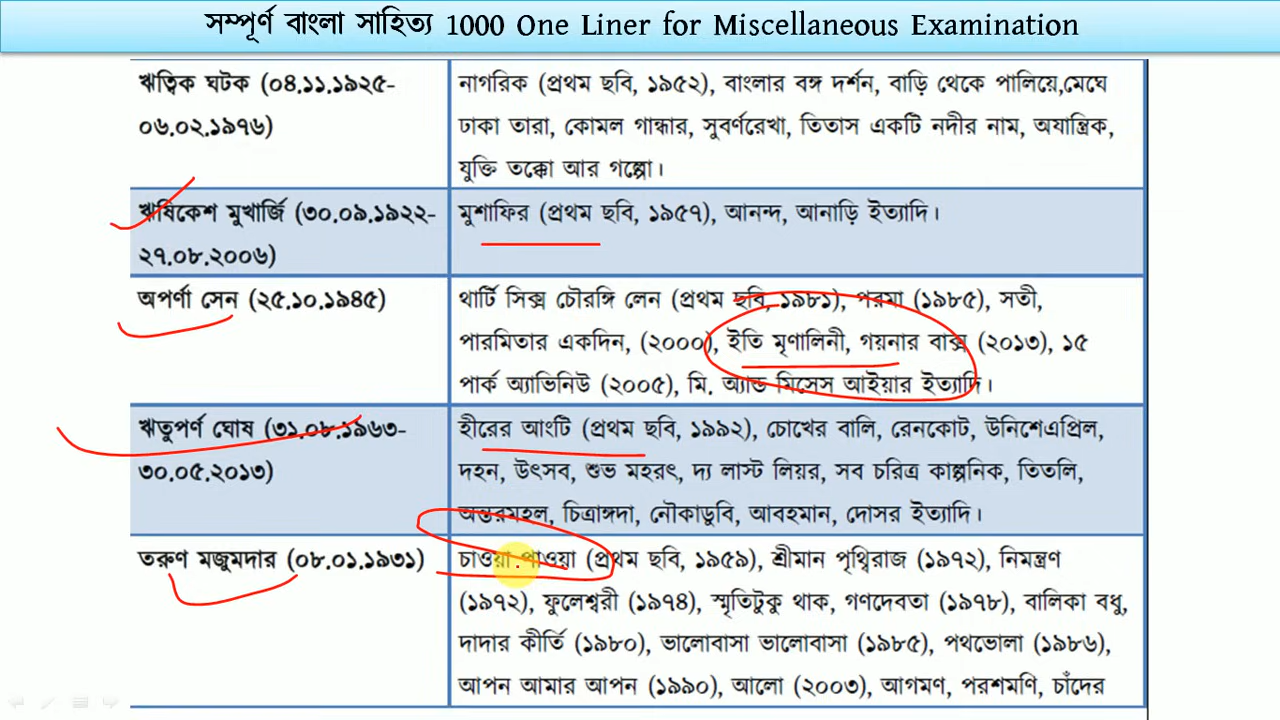 সম্পূর্ণ বাংলা সাহিত্য 1000 One Liner for Miscellaneous Examination
ঋত্বিক ঘটক (০৪.১১.১৯২৫-
০৬.০২.১৯৭৬)
নাগরিক (প্রথম ছবি, ১৯৫২), বাংলার বঙ্গ দর্শন, বাড়ি থেকে পালিয়ে,মেঘে
ঢাকা তারা, কোমল গান্ধার, সুবর্ণরেখা, তিতাস একটি নদীর নাম, অযান্ত্রিক,
যুক্তি তক্কো আর গল্পো।
ঋষিকেশ মুখার্জি (৩০.০৯.১৯২২-
২৭.০৮.২০০৬)
মুশাফির (প্রথম ছবি, ১৯৫৭), আনন্দ, আনাড়ি ইত্যাদি।
অপর্ণা সেন (২৫.১০.১৯৪৫)
থার্টি সিক্স চৌরঙ্গি লেন (প্রথম ছবি, ১৯৮১), পরমা (১৯৮৫), সতী,
পারমিতার একদিন, (২০০০), ইতি মৃণালিনী, গয়নার বাক্স (২০১৩), ১৫
পার্ক অ্যাভিনিউ (২০০৫), মি. অ্যান্ড মিসেস আইয়ার ইত্যাদি।
ঋতুপর্ণ ঘোষ (৩১.০৮.১৯৬৩-
৩০.০৫.২০১৩)
হীরের আংটি (প্রথম ছবি, ১৯৯২), চোখের বালি, রেনকোট, উনিশেএপ্রিল,
দহন, উৎসব, শুভ মহরৎ, দ্য লাস্ট লিয়র, সব চরিত্র কাল্পনিক, তিতলি,
অন্তরমহল, চিত্রাঙ্গদা, নৌকাডুবি, আবহমান, দোসর ইত্যাদি।
তরুণ মজুমদার (০৮.০১.১৯৩১)
চাওয়া পাওয়া (প্রথম ছবি, ১৯৫৯), শ্রীমান পৃথ্বিরাজ (১৯৭২), নিমন্ত্রণ
(১৯৭২), ফুলেশ্বরী (১৯৭৪), স্মৃতিটুকু থাক, গণদেবতা (১৯৭৮), বালিকা বধু,
দাদার কীর্তি (১৯৮০), ভালোবাসা ভালোবাসা (১৯৮৫), পথভোলা (১৯৮৬),
আপন আমার আপন (১৯৯০), আলো (২০০৩), আগমণ, পরশমণি, চাঁদের